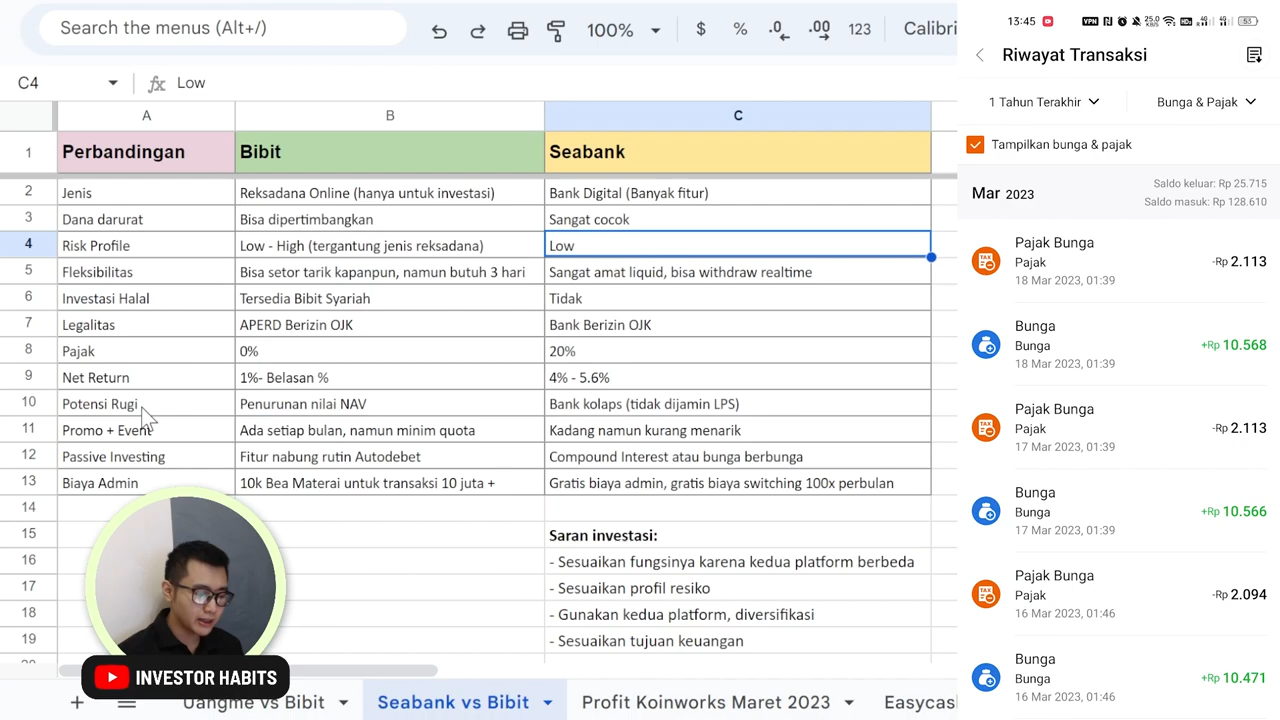 Search the menus (Alt+/)
100%
$
%
.0
.00
123
Calibri
C4
fx
Low
A
B
C
1
Perbandingan
Bibit
Seabank
2
Jenis
Reksadana Online (hanya untuk investasi)
Bank Digital (Banyak fitur)
3
Dana darurat
Bisa dipertimbangkan
Sangat cocok
4
Risk Profile
Low - High (tergantung jenis reksadana)
Low
5
Fleksibilitas
Bisa setor tarik kapanpun, namun butuh 3 hari
Sangat amat liquid, bisa withdraw realtime
6
Investasi Halal
Tersedia Bibit Syariah
Tidak
7
Legalitas
APERD Berizin OJK
Bank Berizin OJK
8
Pajak
0%
20%
9
Net Return
1%- Belasan %
4% - 5.6%
10
Potensi Rugi
Penurunan nilai NAV
Bank kolaps (tidak dijamin LPS)
11
Promo + Event
Ada setiap bulan, namun minim quota
Kadang namun kurang menarik
12
Passive Investing
Fitur nabung rutin Autodebet
Compound Interest atau bunga berbunga
13
Biaya Admin
10k Bea Materai untuk transaksi 10 juta +
Gratis biaya admin, gratis biaya switching 100x perbulan
14
15
Saran investasi:
16
- Sesuaikan fungsinya karena kedua platform berbeda
17
- Sesuaikan profil resiko
18
- Gunakan kedua platform, diversifikasi
19
- Sesuaikan tujuan keuangan
INVESTOR HABITS
Uangme vs Bibit
Seabank vs Bibit
Profit Koinworks Maret 2023
Easycas
13:45
VPN
25.0
KB/S
53
Riwayat Transaksi
1 Tahun Terakhir
Bunga & Pajak
Tampilkan bunga & pajak
Mar 2023
Saldo keluar: Rp 25.715
Saldo masuk: Rp 128.610
TAX
Pajak Bunga
Pajak
18 Mar 2023, 01:39
-Rp 2.113
Bunga
Bunga
18 Mar 2023, 01:39
+Rp 10.568
TAX
Pajak Bunga
Pajak
17 Mar 2023, 01:39
-Rp 2.113
Bunga
Bunga
17 Mar 2023, 01:39
+Rp 10.566
TAX
Pajak Bunga
Pajak
16 Mar 2023, 01:46
-Rp 2.094
Bunga
Bunga
16 Mar 2023, 01:46
+Rp 10.471